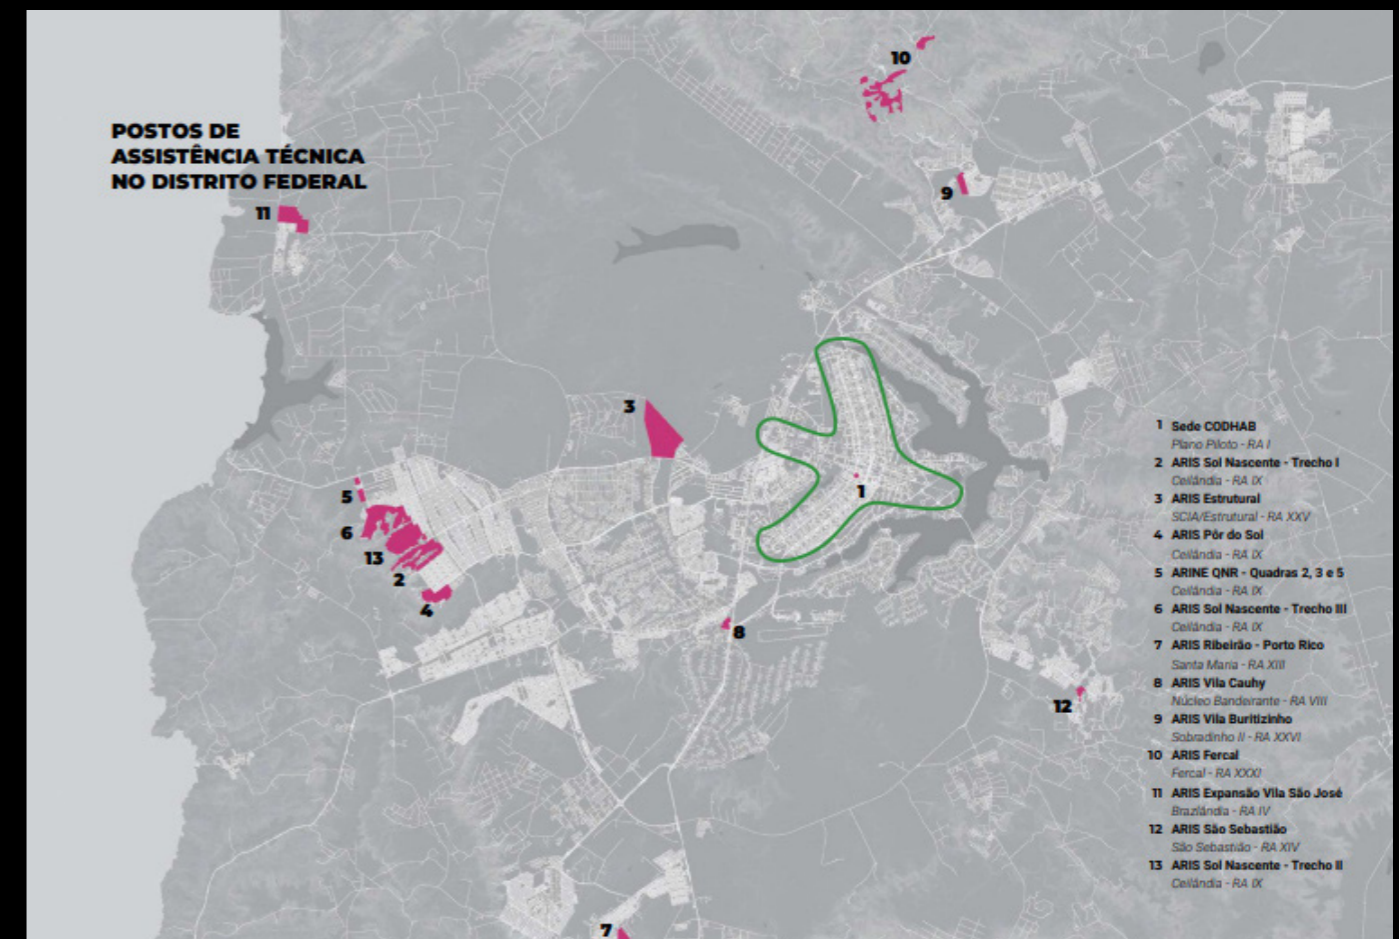 POSTOS DE
ASSISTÊNCIA TÉCNICA
NO DISTRITO FEDERAL
10
9
11
3
1
5
6
13
2
4
8
12
7
1 Sede CODHAB
Plano Piloto - RA I
2 ARIS Sol Nascente - Trecho I
Ceilândia - RA IX
3 ARIS Estrutural
SCIA/Estrutural - RA XXV
4 ARIS Pôr do Sol
Ceilândia - RA IX
5 ARINE QNR - Quadras 2, 3 e 5
Ceilândia - RA IX
6 ARIS Sol Nascente - Trecho III
Ceilândia - RA IX
7 ARIS Ribeirão - Porto Rico
Santa Maria - RA XIII
8 ARIS Vila Cauhy
Núcleo Bandeirante - RA VIII
9 ARIS Vila Buritizinho
Sobradinho II - RA XXVI
10 ARIS Fercal
Fercal - RA XXXI
11 ARIS Expansão Vila São José
Brazlândia - RA IV
12 ARIS São Sebastião
São Sebastião - RA XIV
13 ARIS Sol Nascente - Trecho II
Ceilândia - RA IX